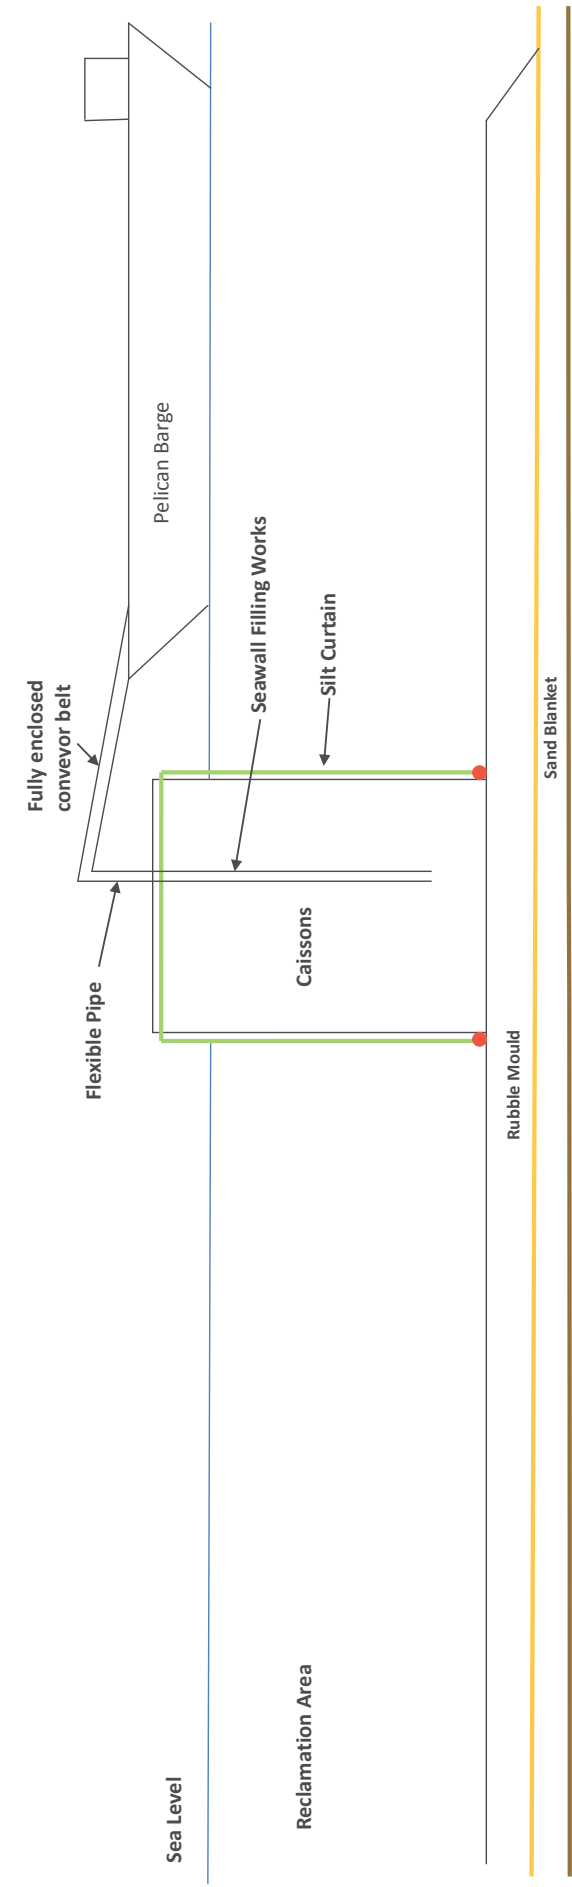 Fully enclosed
conveyor belt
Flexible Pipe
Pelican Barge
Sea Level
Seawall Filling Works
Silt Curtain
Caissons
Reclamation Area
Rubble Mould
Sand Blanket